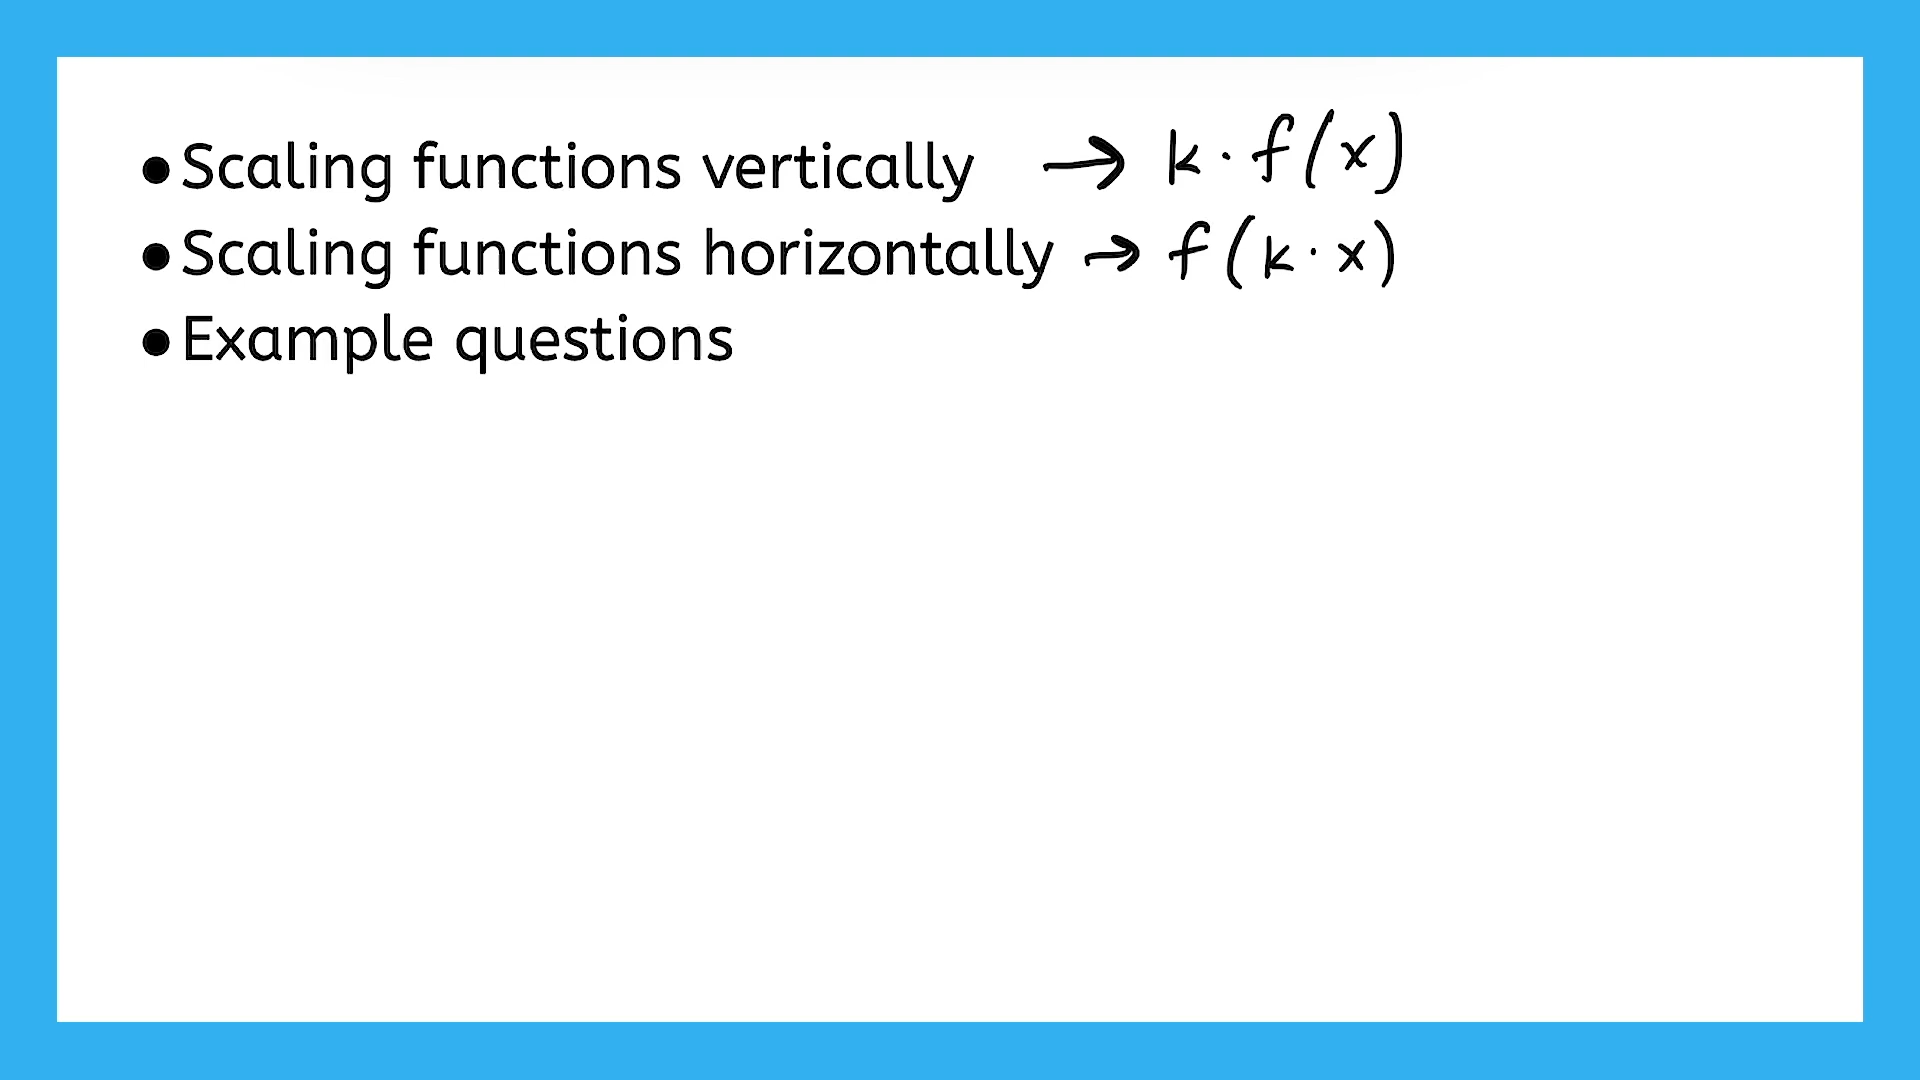 ●Scaling functions vertically → k · f(x)
●Scaling functions horizontally → f(k · x)
●Example questions